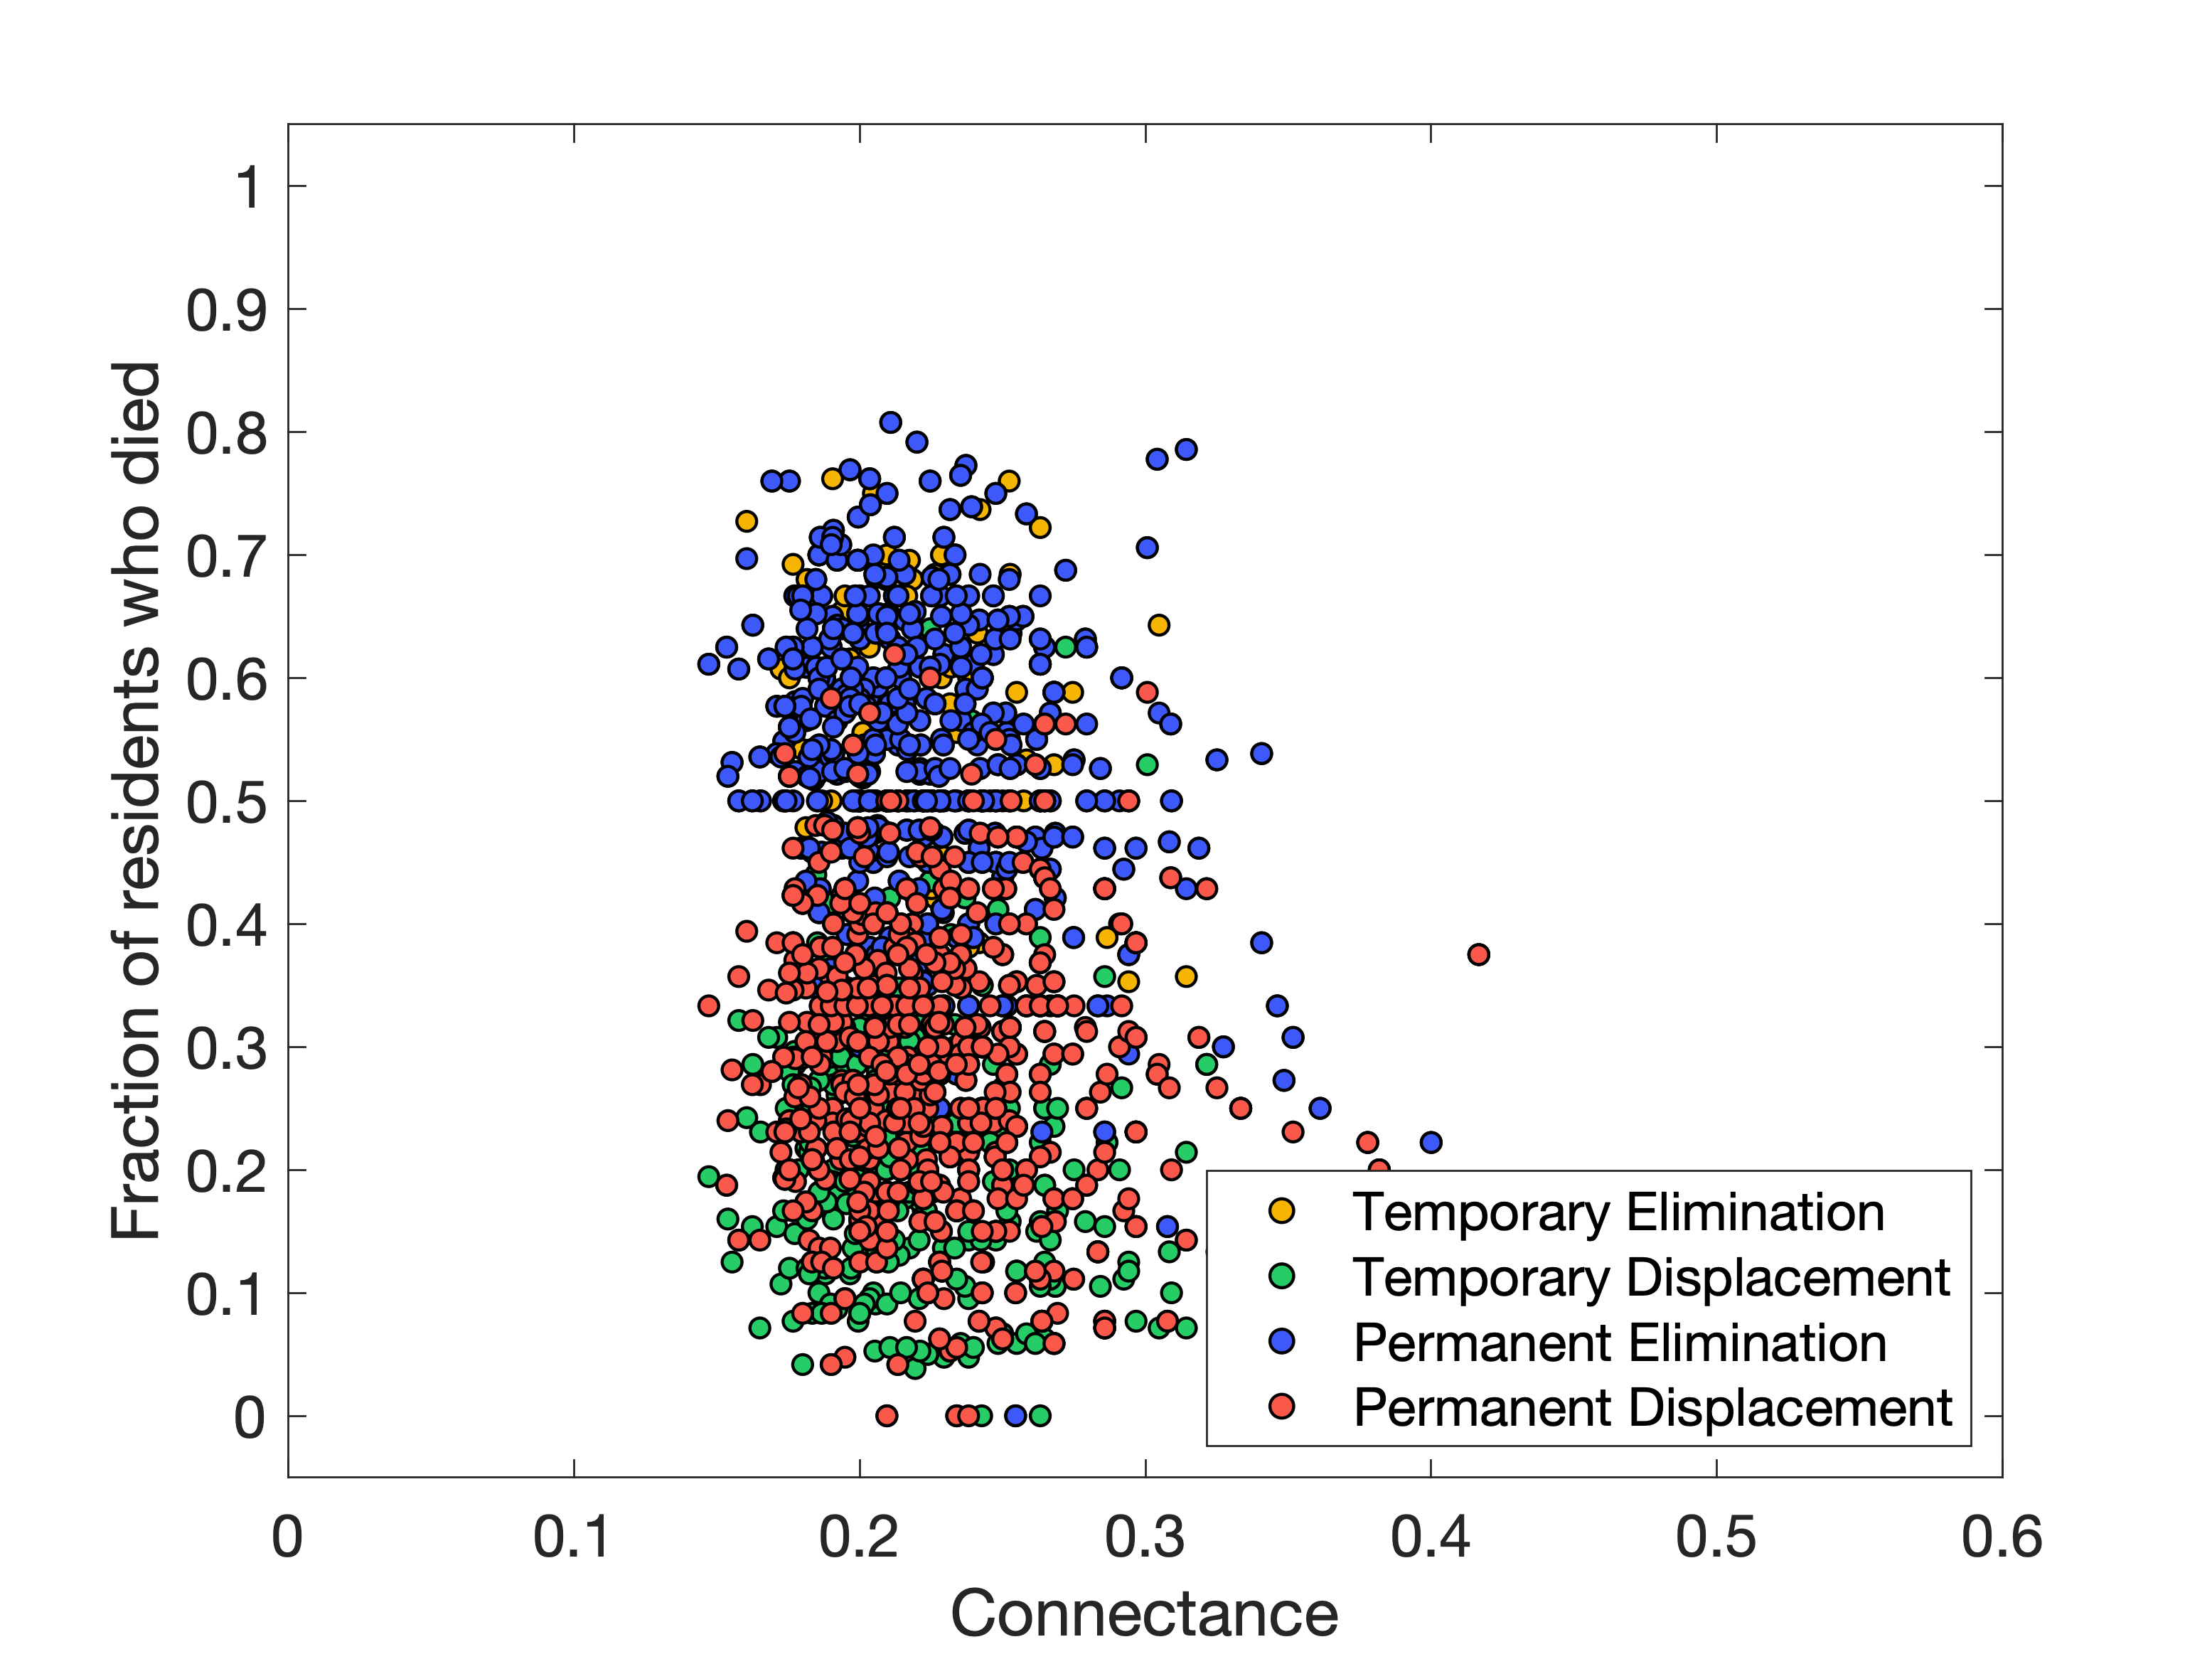 1
0.9
0.8
0.7
0.6
0.5
0.4
0.3
0.2
0.1
0
Fraction of residents who died
Temporary Elimination
Temporary Displacement
Permanent Elimination
Permanent Displacement
0 0.1 0.2 0.3 0.4 0.5 0.6
Connectance